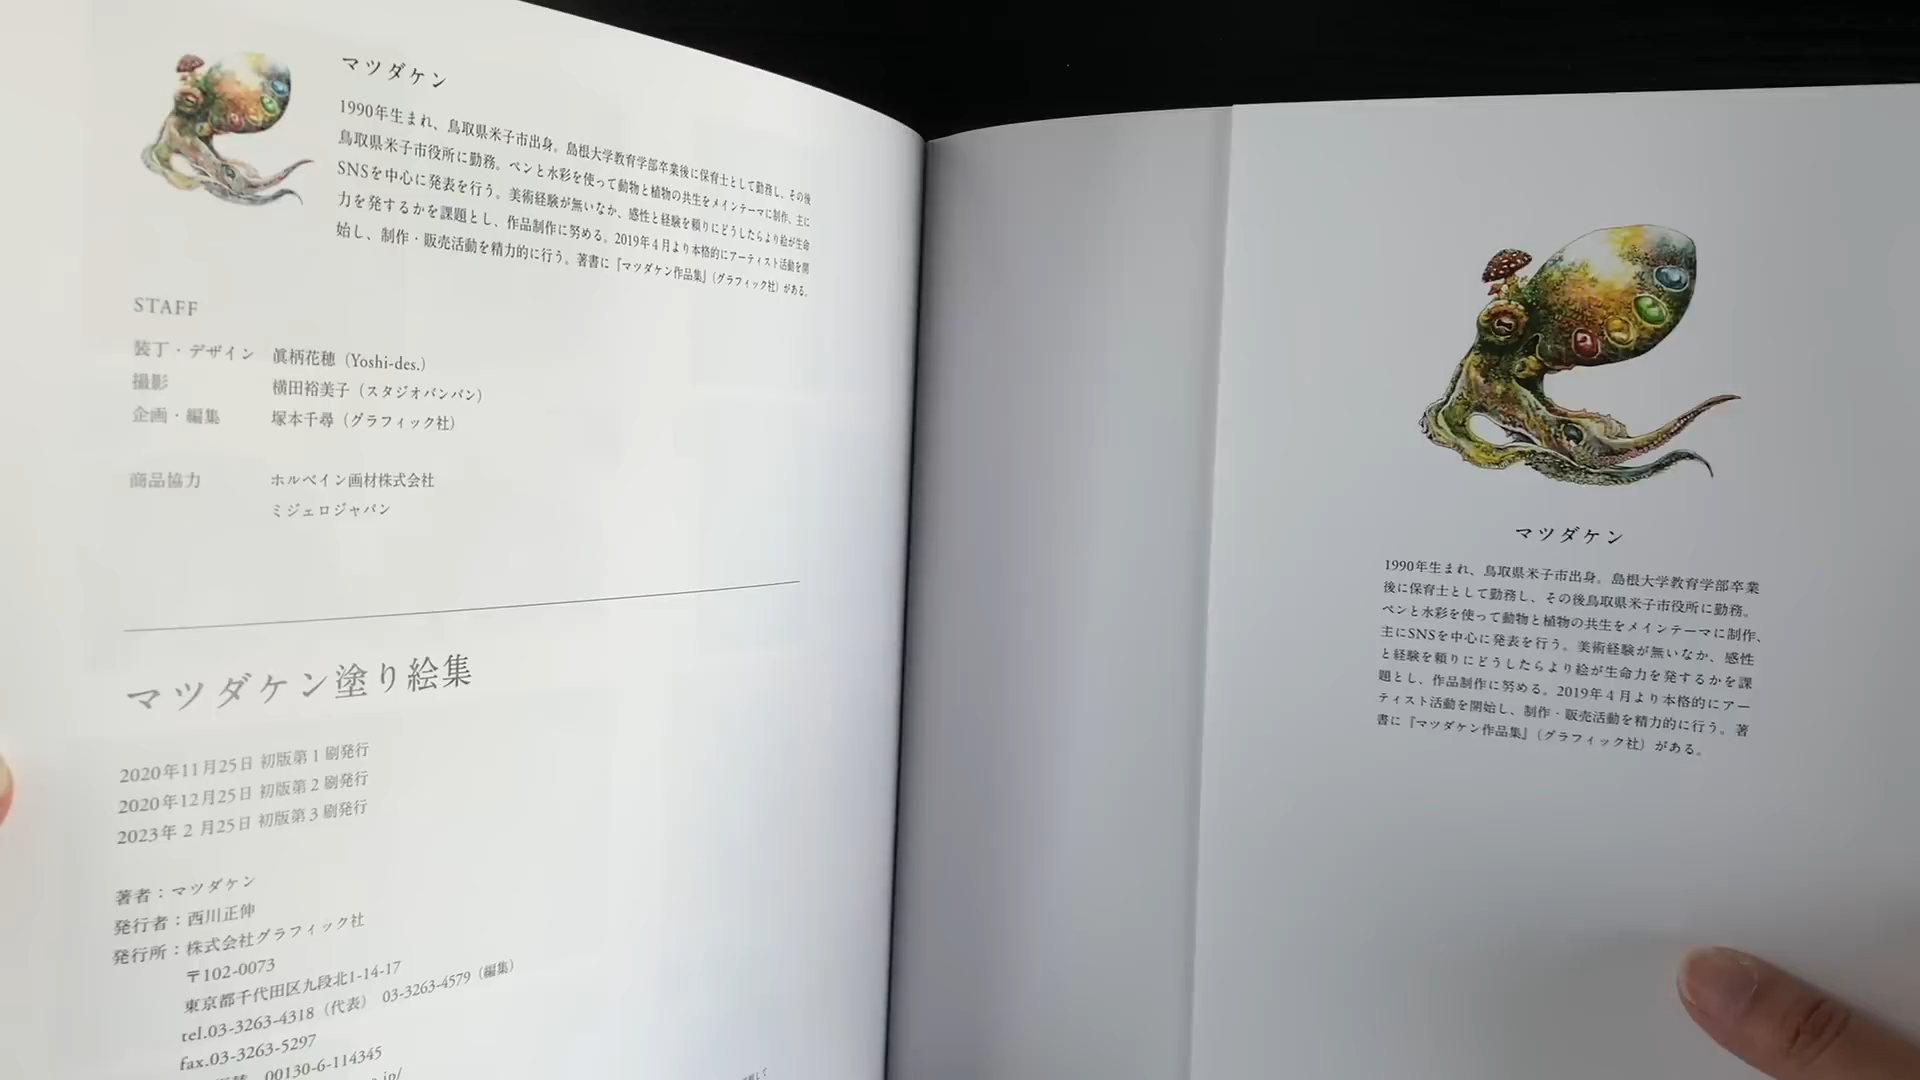 マツダケン
1990年生まれ、鳥取県米子市出身。島根大学教育学部卒業後に保育士として勤務し、その後
鳥取県米子市役所に勤務。ペンと水彩を使って動物と植物の共生をメインテーマに制作、主に
SNSを中心に発表を行う。美術経験が無いなか、感性と経験を頼りにどうしたらより絵が生命
力を発するかを課題とし、作品制作に努める。2019年4月より本格的にアーティスト活動を開
始し、制作・販売活動を精力的に行う。著書に『マツダケン作品集』（グラフィック社）がある。
STAFF
装丁・デザイン 眞柄花穂（Yoshi-des.）
撮影 横田裕美子（スタジオバンバン）
企画・編集 塚本千尋（グラフィック社）
商品協力 ホルベイン画材株式会社
ミジェロジャパン
マツダケン塗り絵集
2020年11月25日 初版第1刷発行
2020年12月25日 初版第2刷発行
2023年 2月25日 初版第3刷発行
著者：マツダケン
発行者：西川正伸
発行所：株式会社グラフィック社
〒102-0073
東京都千代田区九段北1-14-17
tel.03-3263-4318（代表） 03-3263-4579（編集）
fax.03-3263-5297
00130-6-114345
マツダケン
1990年生まれ、鳥取県米子市出身。島根大学教育学部卒業
後に保育士として勤務し、その後鳥取県米子市役所に勤務。
ペンと水彩を使って動物と植物の共生をメインテーマに制作、
主にSNSを中心に発表を行う。美術経験が無いなか、感性
と経験を頼りにどうしたらより絵が生命力を発するかを課
題とし、作品制作に努める。2019年4月より本格的にアー
ティスト活動を開始し、制作・販売活動を精力的に行う。著
書に『マツダケン作品集』（グラフィック社）がある。